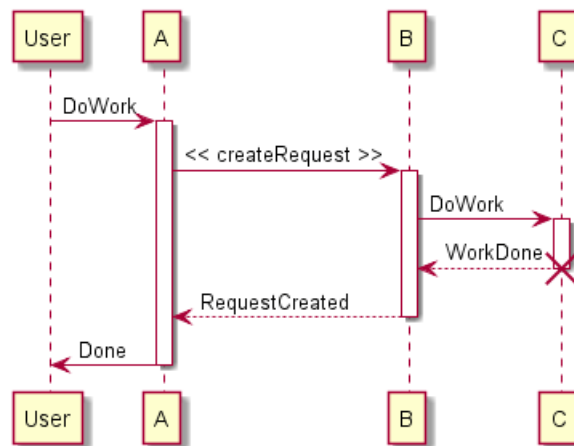 User A B C
DoWork
<< createRequest >>
DoWork
WorkDone
RequestCreated
Done
User A B C